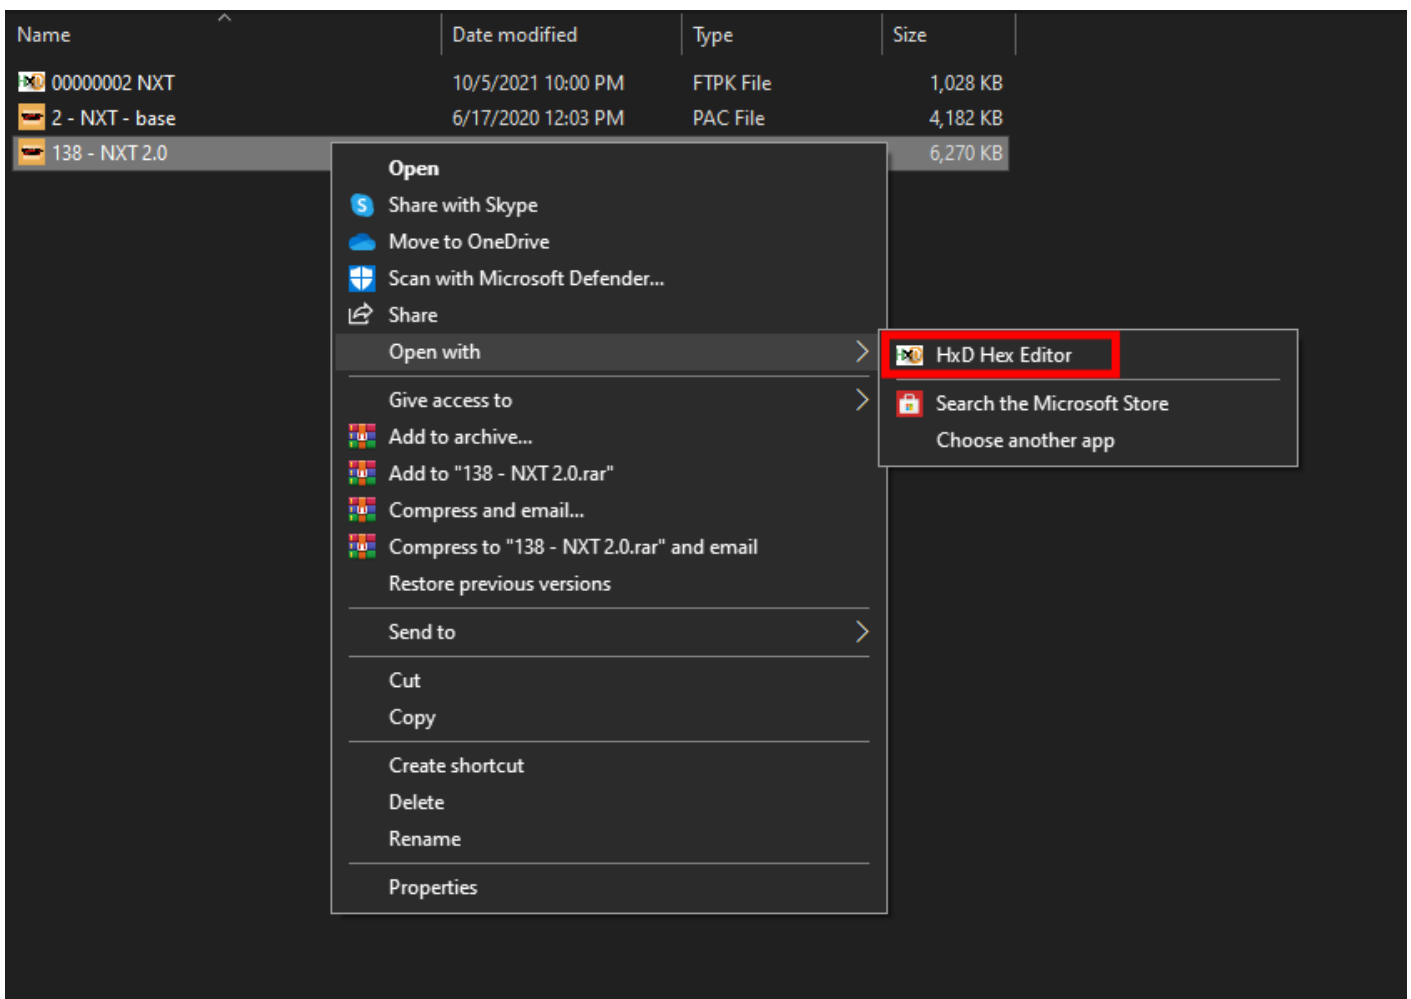 Name Date modified Type Size
00000002 NXT 10/5/2021 10:00 PM FTPK File 1,028 KB
2 - NXT - base 6/17/2020 12:03 PM PAC File 4,182 KB
138 - NXT 2.0 6,270 KB
Open
Share with Skype
Move to OneDrive
Scan with Microsoft Defender...
Share
Open with
HxD Hex Editor
Search the Microsoft Store
Choose another app
Give access to
Add to archive...
Add to "138 - NXT 2.0.rar"
Compress and email...
Compress to "138 - NXT 2.0.rar" and email
Restore previous versions
Send to
Cut
Copy
Create shortcut
Delete
Rename
Properties